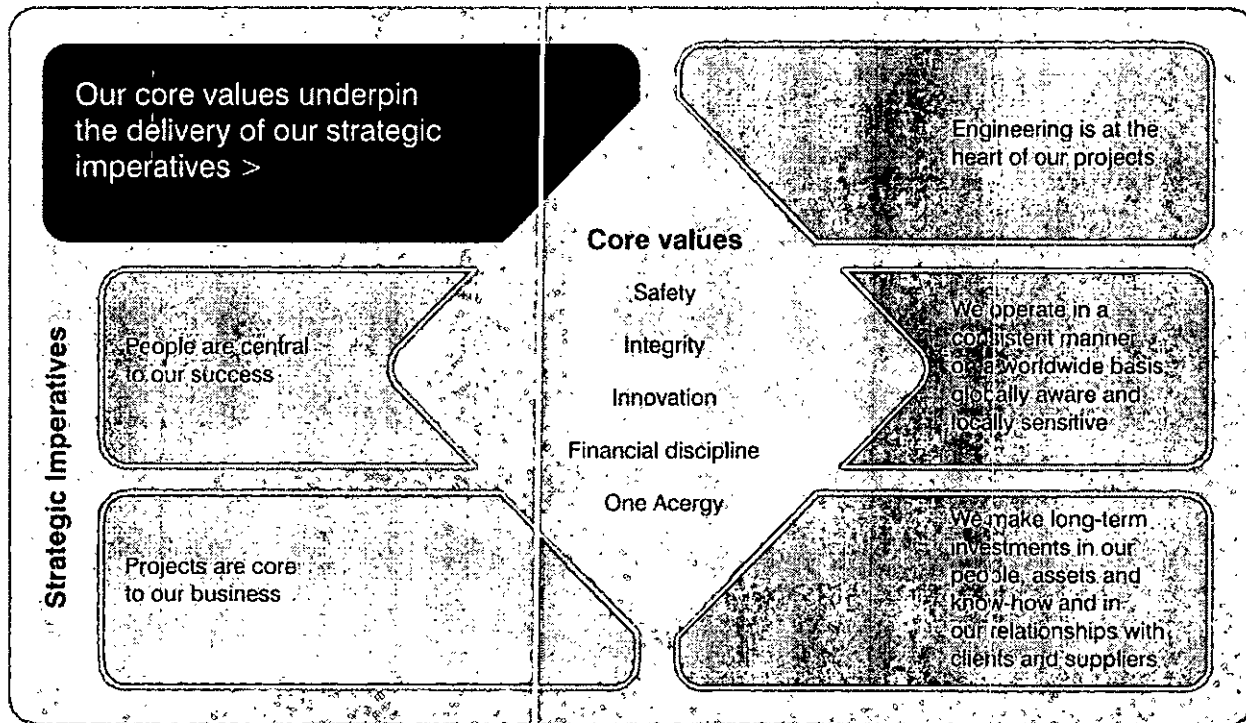 Our core values underpin
the delivery of our strategic
imperatives >
Strategic Imperatives
People are central
to our success
Projects are core
to our business
Core values
Safety
Integrity
Innovation
Financial discipline
One Acergy
Engineering is at the
heart of our projects
We operate in a
consistent manner
on a worldwide basis,
globally aware and
locally sensitive
We make long-term
investments in our
people, assets and
know-how and in
our relationships with
clients and suppliers